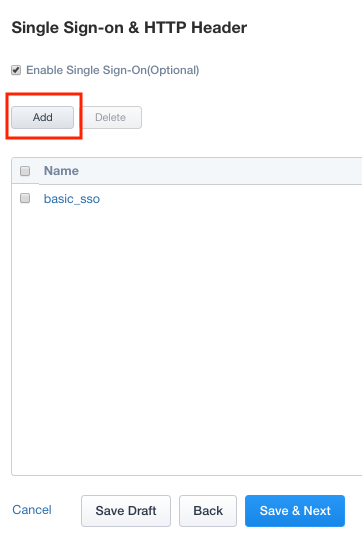 Single Sign-on & HTTP Header
Enable Single Sign-On(Optional)
Add Delete
Name
basic_sso
Cancel Save Draft Back Save & Next